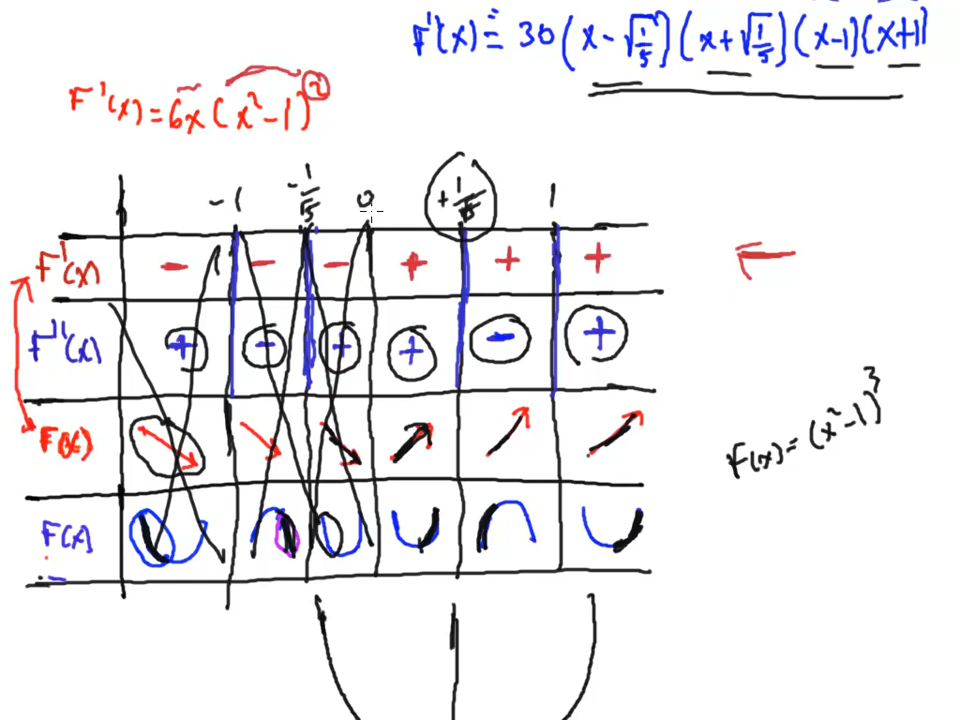 F''(x) = 30 (x - √1/5) (x + √1/5) (x-1) (x+1)
F'(x) = 6x (x² - 1)²
-1 -1/√5 0 +1/√5 1
F'(x) - - - + + +
F''(x) + - + + - +
F(x)
F(x)
F(x) = (x² - 1)³